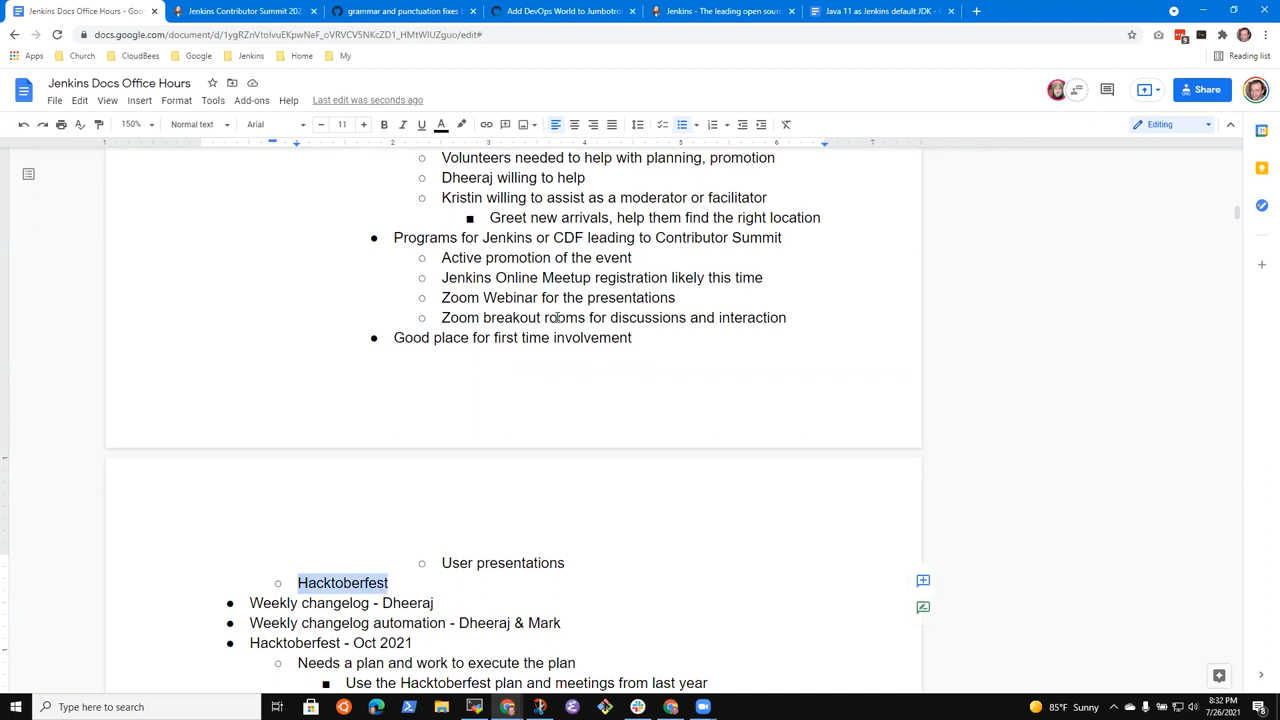 Jenkins Docs Office Hours - Goo
Jenkins Contributor Summit 202
grammar and punctuation fixes b
Add DevOps World to Jumbotron
Jenkins - The leading open sour
Java 11 as Jenkins default JDK - G
Apps
Church
CloudBees
Google
Jenkins
Home
My
Reading list
Jenkins Docs Office Hours
File Edit View Insert Format Tools Add-ons Help Last edit was seconds ago
Share
150% Normal text Arial 11 Editing
1 2 3 4 5 6 7
Volunteers needed to help with planning, promotion
Dheeraj willing to help
Kristin willing to assist as a moderator or facilitator
Greet new arrivals, help them find the right location
Programs for Jenkins or CDF leading to Contributor Summit
Active promotion of the event
Jenkins Online Meetup registration likely this time
Zoom Webinar for the presentations
Zoom breakout rooms for discussions and interaction
Good place for first time involvement
User presentations
Hacktoberfest
Weekly changelog - Dheeraj
Weekly changelog automation - Dheeraj & Mark
Hacktoberfest - Oct 2021
Needs a plan and work to execute the plan
Use the Hacktoberfest plan and meetings from last year
Type here to search
85°F Sunny
8:32 PM
7/26/2021